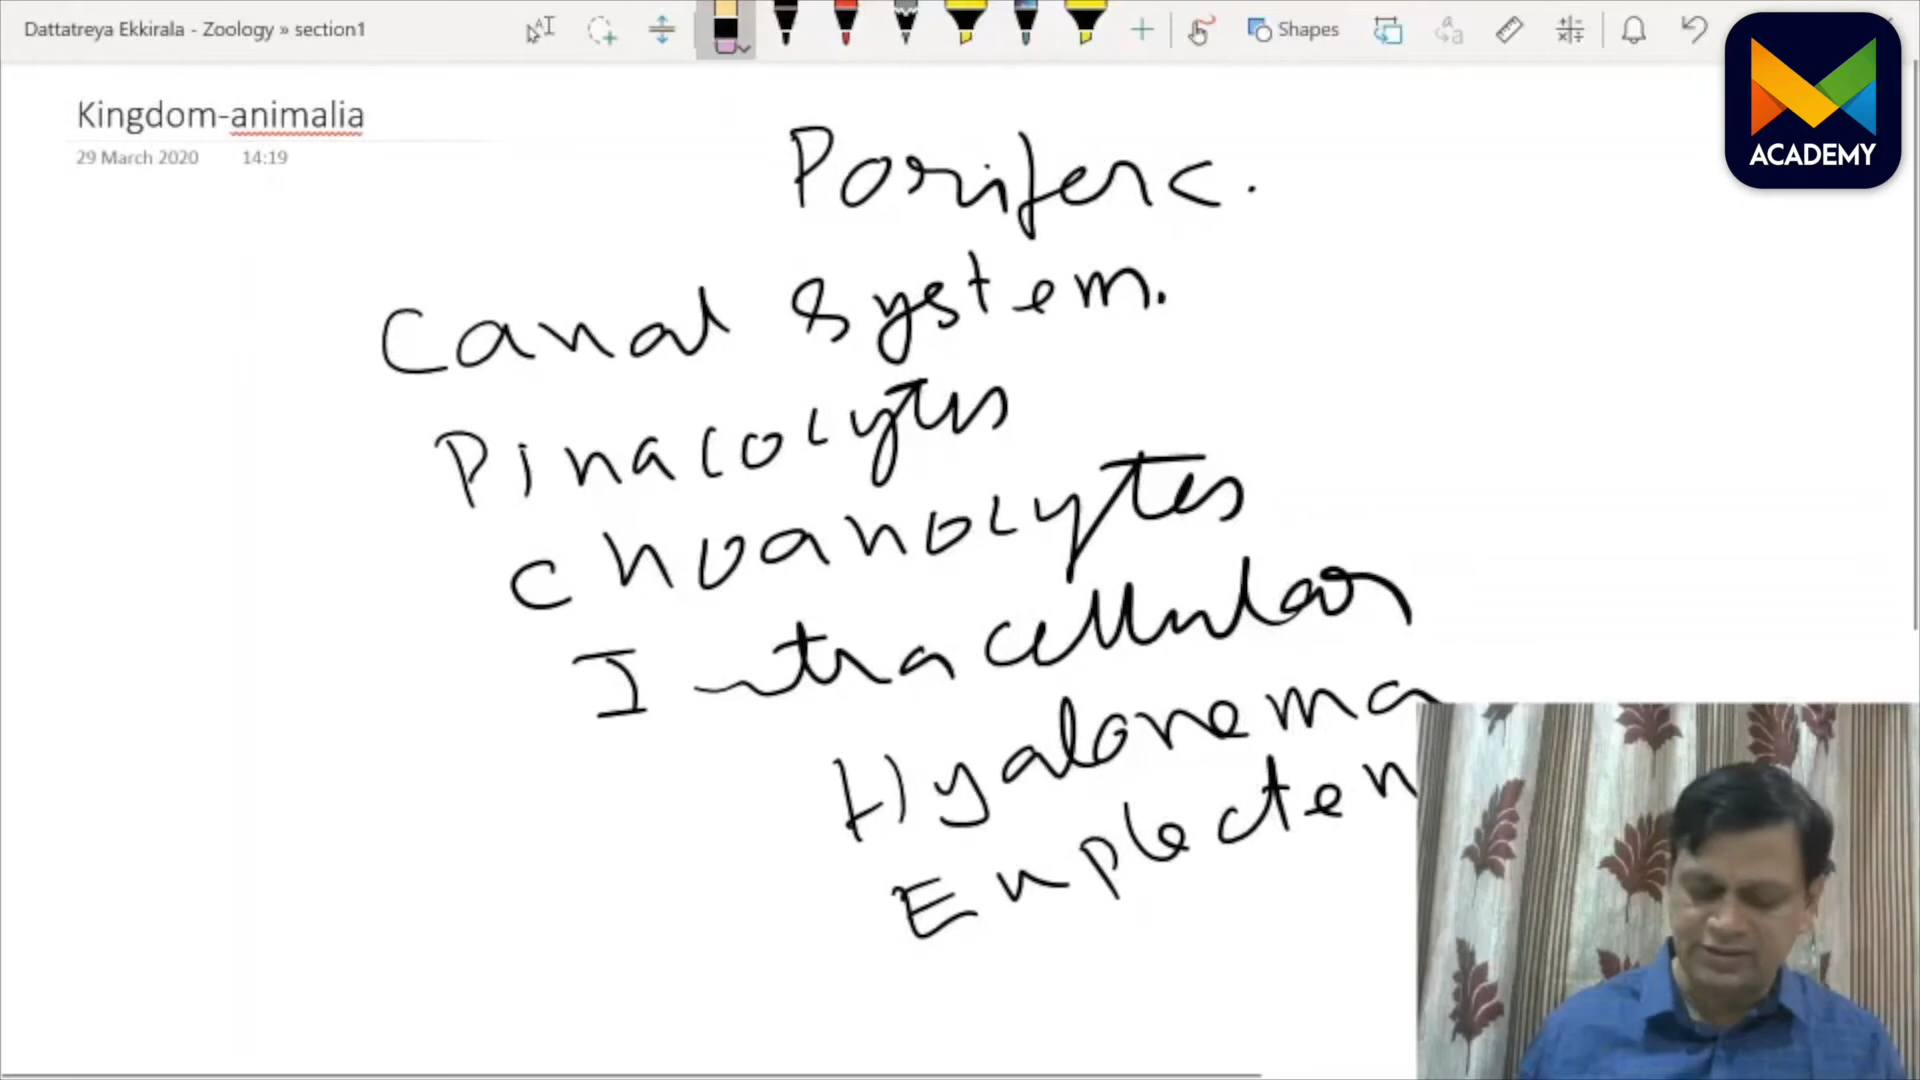 Dattatreya Ekkirala - Zoology » section1
Shapes
ACADEMY
Kingdom-animalia
29 March 2020 14:19
Porifera.
Canal System.
Pinacocytes
Choanocytes
Intracellular
Hyalonema
Euplecten